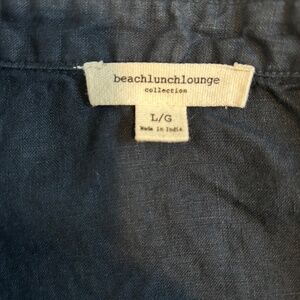 beachlunchlounge
collection
L/G
Made in India